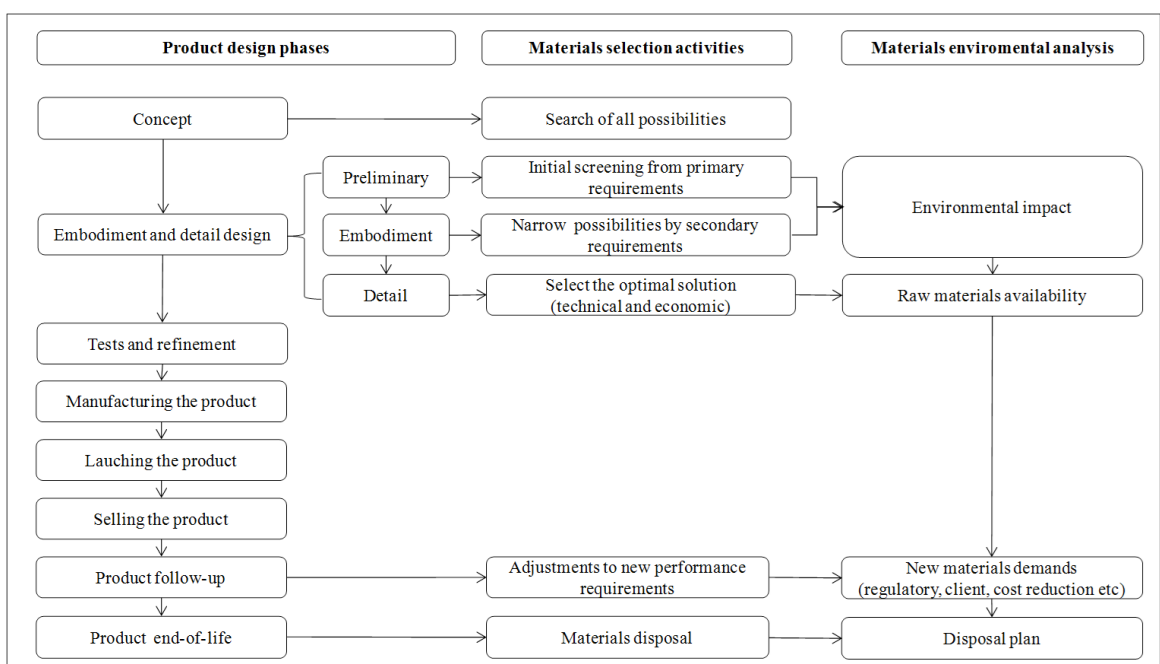 Product design phases
Materials selection activities
Materials enviromental analysis
Concept
Search of all possibilities
Preliminary
Initial screening from primary
requirements
Environmental impact
Embodiment and detail design
Embodiment
Narrow possibilities by secondary
requirements
Detail
Select the optimal solution
(technical and economic)
Raw materials availability
Tests and refinement
Manufacturing the product
Lauching the product
Selling the product
Product follow-up
Adjustments to new performance
requirements
New materials demands
(regulatory, client, cost reduction etc)
Product end-of-life
Materials disposal
Disposal plan